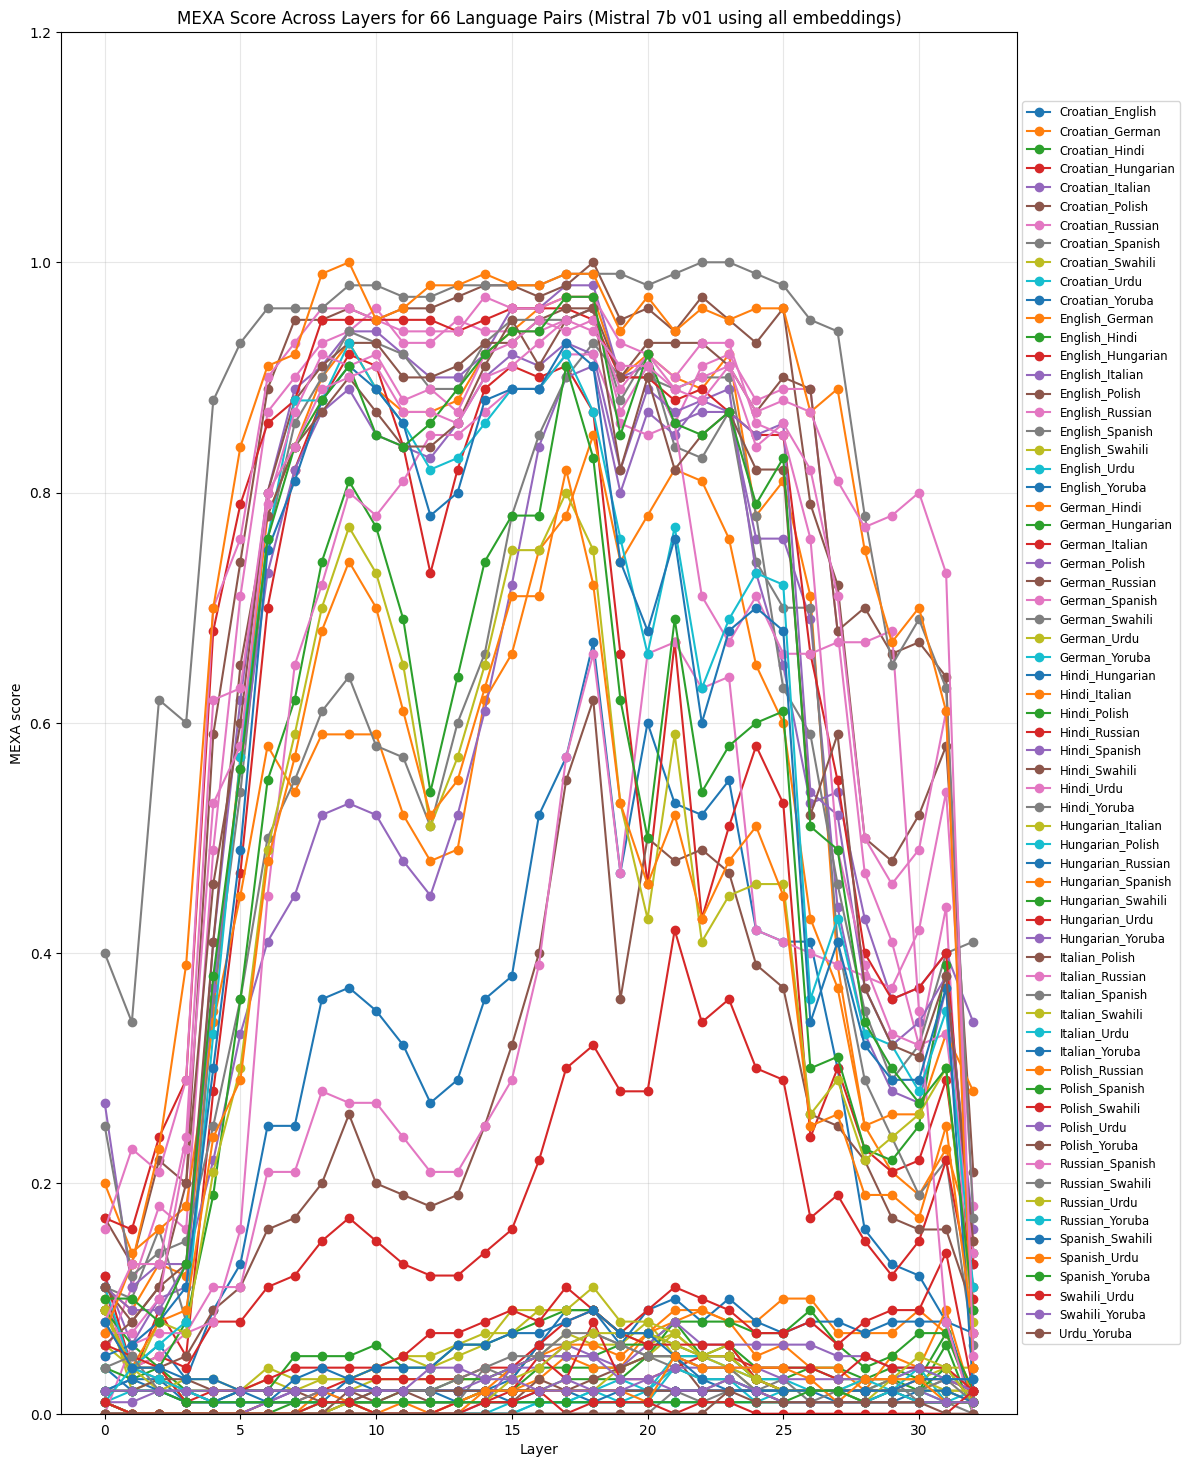 MEXA Score Across Layers for 66 Language Pairs (Mistral 7b v01 using all embeddings)
1.2
1.0
0.8
0.6
0.4
0.2
0.0
MEXA score
0
5
10
15
20
25
30
Layer
Croatian_English
Croatian_German
Croatian_Hindi
Croatian_Hungarian
Croatian_Italian
Croatian_Polish
Croatian_Russian
Croatian_Spanish
Croatian_Swahili
Croatian_Urdu
Croatian_Yoruba
English_German
English_Hindi
English_Hungarian
English_Italian
English_Polish
English_Russian
English_Spanish
English_Swahili
English_Urdu
English_Yoruba
German_Hindi
German_Hungarian
German_Italian
German_Polish
German_Russian
German_Spanish
German_Swahili
German_Urdu
German_Yoruba
Hindi_Hungarian
Hindi_Italian
Hindi_Polish
Hindi_Russian
Hindi_Spanish
Hindi_Swahili
Hindi_Urdu
Hindi_Yoruba
Hungarian_Italian
Hungarian_Polish
Hungarian_Russian
Hungarian_Spanish
Hungarian_Swahili
Hungarian_Urdu
Hungarian_Yoruba
Italian_Polish
Italian_Russian
Italian_Spanish
Italian_Swahili
Italian_Urdu
Italian_Yoruba
Polish_Russian
Polish_Spanish
Polish_Swahili
Polish_Urdu
Polish_Yoruba
Russian_Spanish
Russian_Swahili
Russian_Urdu
Russian_Yoruba
Spanish_Swahili
Spanish_Urdu
Spanish_Yoruba
Swahili_Urdu
Swahili_Yoruba
Urdu_Yoruba